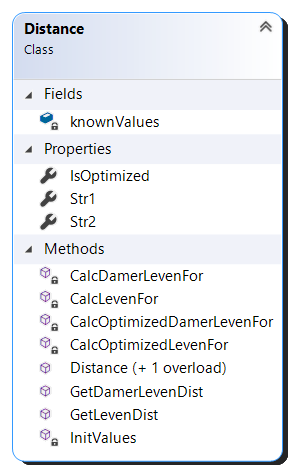 Distance
Class
Fields
knownValues
Properties
IsOptimized
Str1
Str2
Methods
CalcDamerLevenFor
CalcLevenFor
CalcOptimizedDamerLevenFor
CalcOptimizedLevenFor
Distance (+ 1 overload)
GetDamerLevenDist
GetLevenDist
InitValues